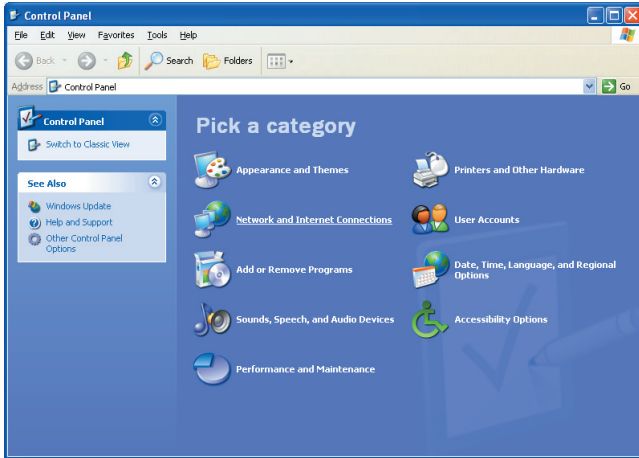 Control Panel
File Edit View Favorites Tools Help
Back Search Folders
Address Control Panel Go
Control Panel
Switch to Classic View
See Also
Windows Update
Help and Support
Other Control Panel
Options
Pick a category
Appearance and Themes
Printers and Other Hardware
Network and Internet Connections
User Accounts
Add or Remove Programs
Date, Time, Language, and Regional
Options
Sounds, Speech, and Audio Devices
Accessibility Options
Performance and Maintenance